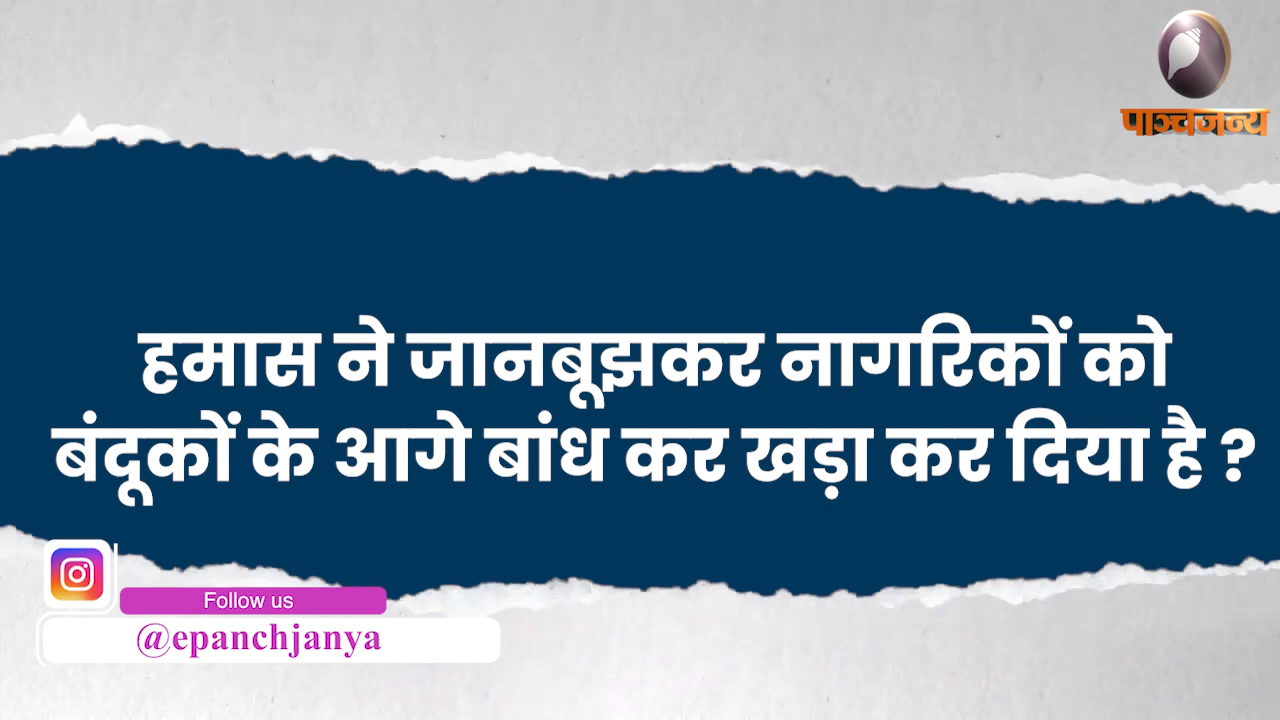 पाञ्चजन्य
हमास ने जानबूझकर नागरिकों को
बंदूकों के आगे बांध कर खड़ा कर दिया है ?
Follow us
@epanchjanya